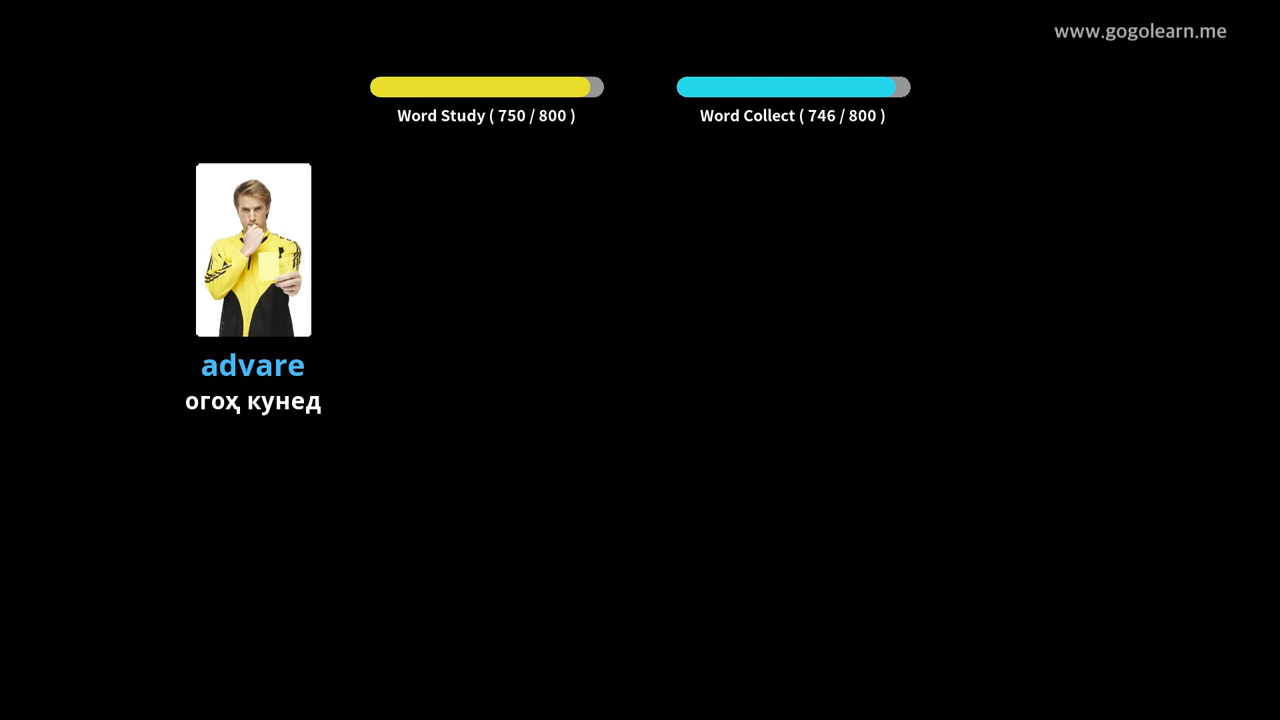 www.gogolearn.me
Word Study ( 750 / 800 )
Word Collect ( 746 / 800 )
advare
огоҳ кунед